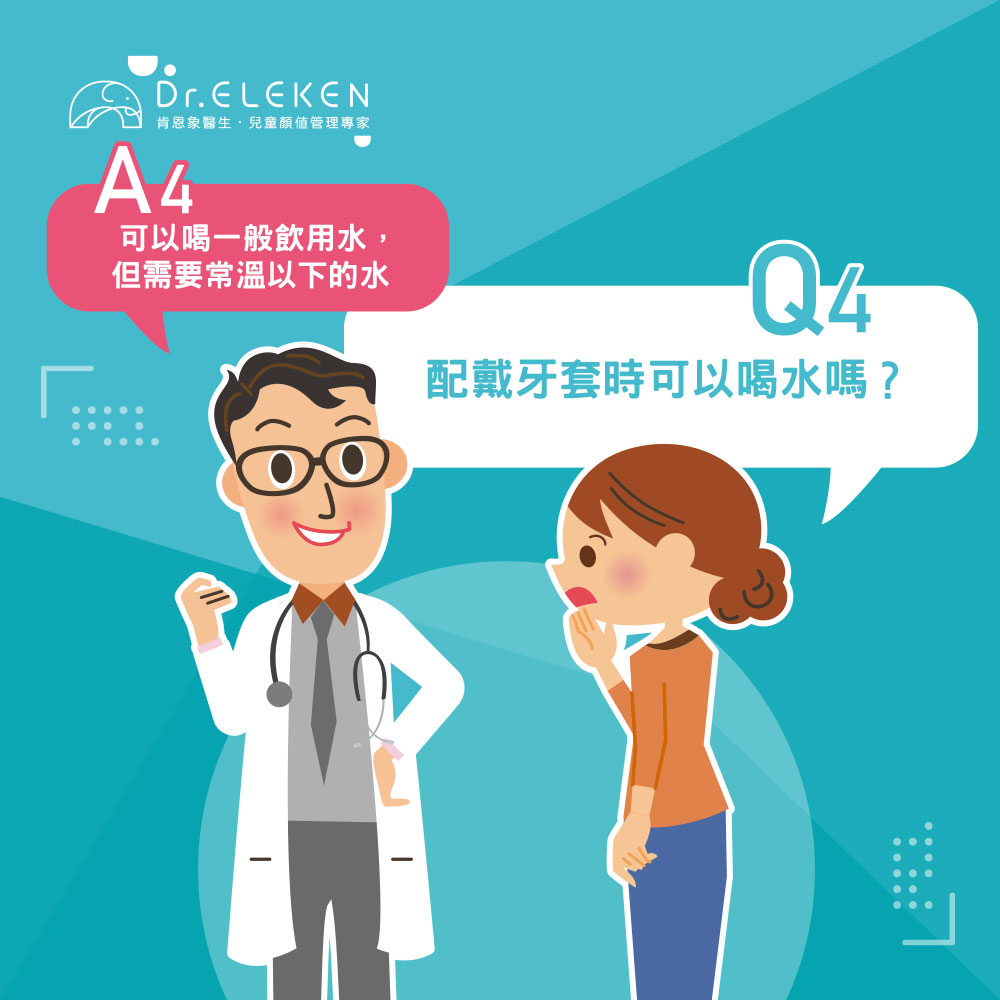 Dr.ELEKEN
肯恩象醫生·兒童顏值管理專家
A4
可以喝一般飲用水，
但需要常溫以下的水
Q4
配戴牙套時可以喝水嗎？